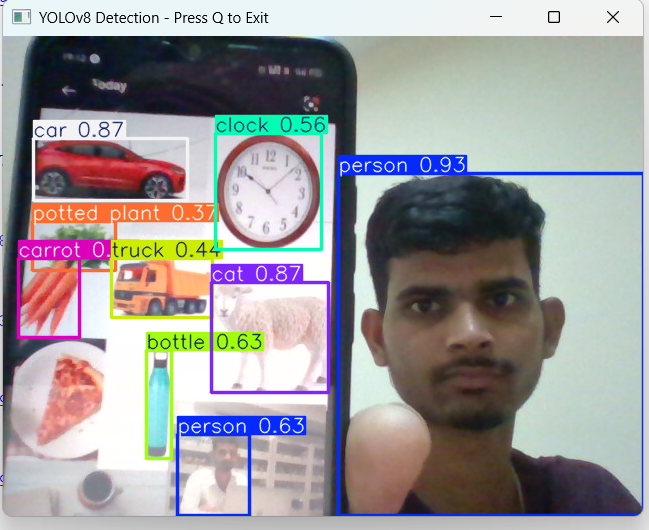 YOLOv8 Detection - Press Q to Exit
Today
car 0.87
clock 0.56
person 0.93
potted plant 0.37
carrot 0.
truck 0.44
cat 0.87
bottle 0.63
person 0.63